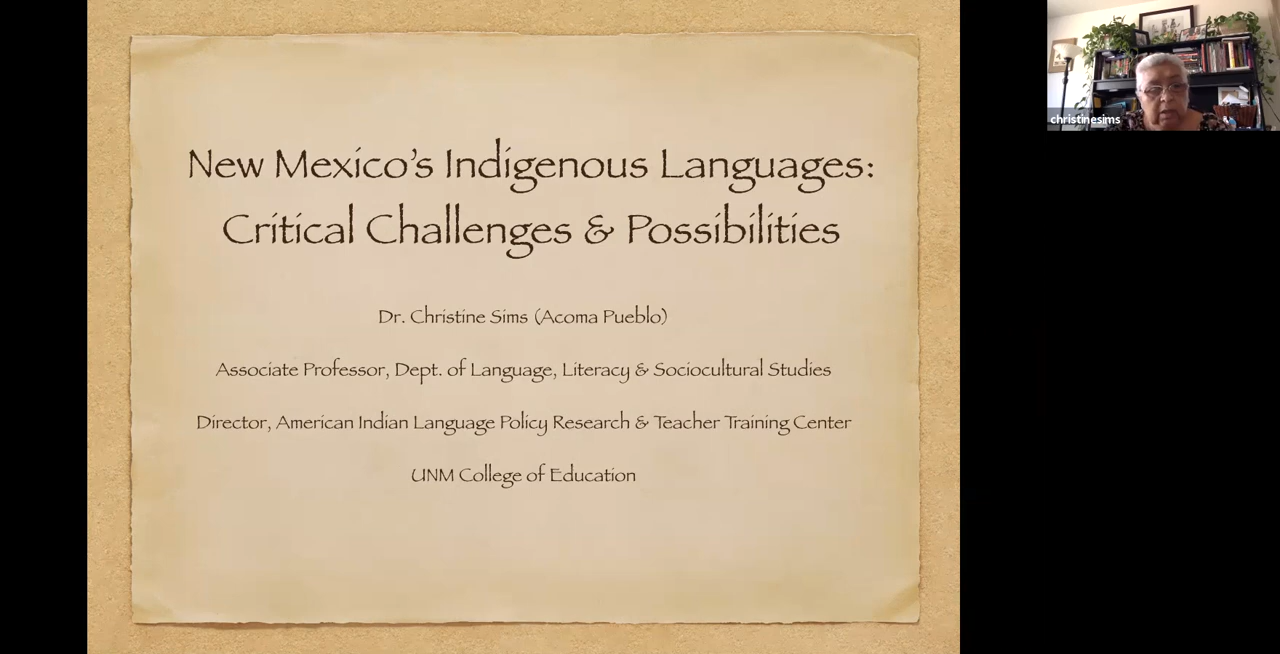 New Mexico's Indigenous Languages:
Critical Challenges & Possibilities
Dr. Christine Sims (Acoma Pueblo)
Associate Professor, Dept. of Language, Literacy & Sociocultural Studies
Director, American Indian Language Policy Research & Teacher Training Center
UNM College of Education
christinesims